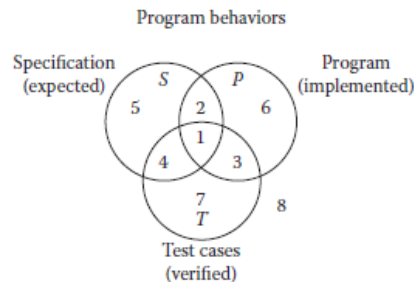 Program behaviors
Specification
(expected)
Program
(implemented)
S
P
5
2
6
1
4
3
7
T
8
Test cases
(verified)